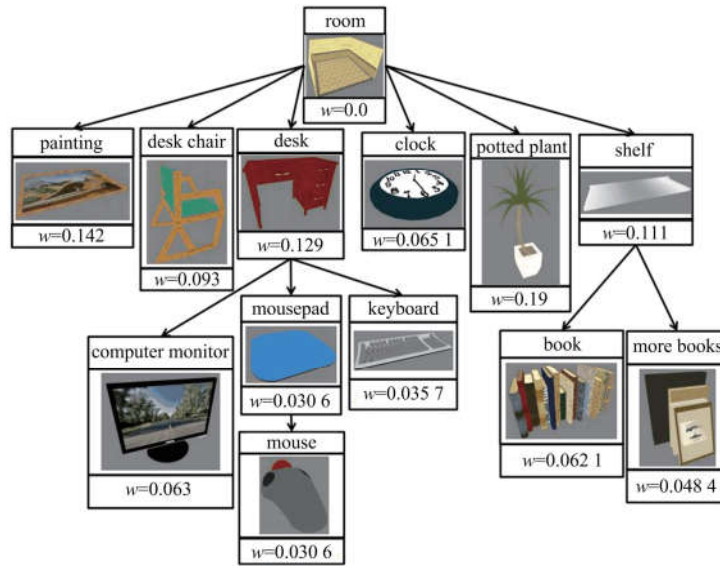 room
w=0.0
painting
w=0.142
desk chair
w=0.093
desk
w=0.129
clock
w=0.065 1
potted plant
w=0.19
shelf
w=0.111
computer monitor
w=0.063
mousepad
w=0.030 6
keyboard
w=0.035 7
mouse
w=0.030 6
book
w=0.062 1
more books
w=0.048 4